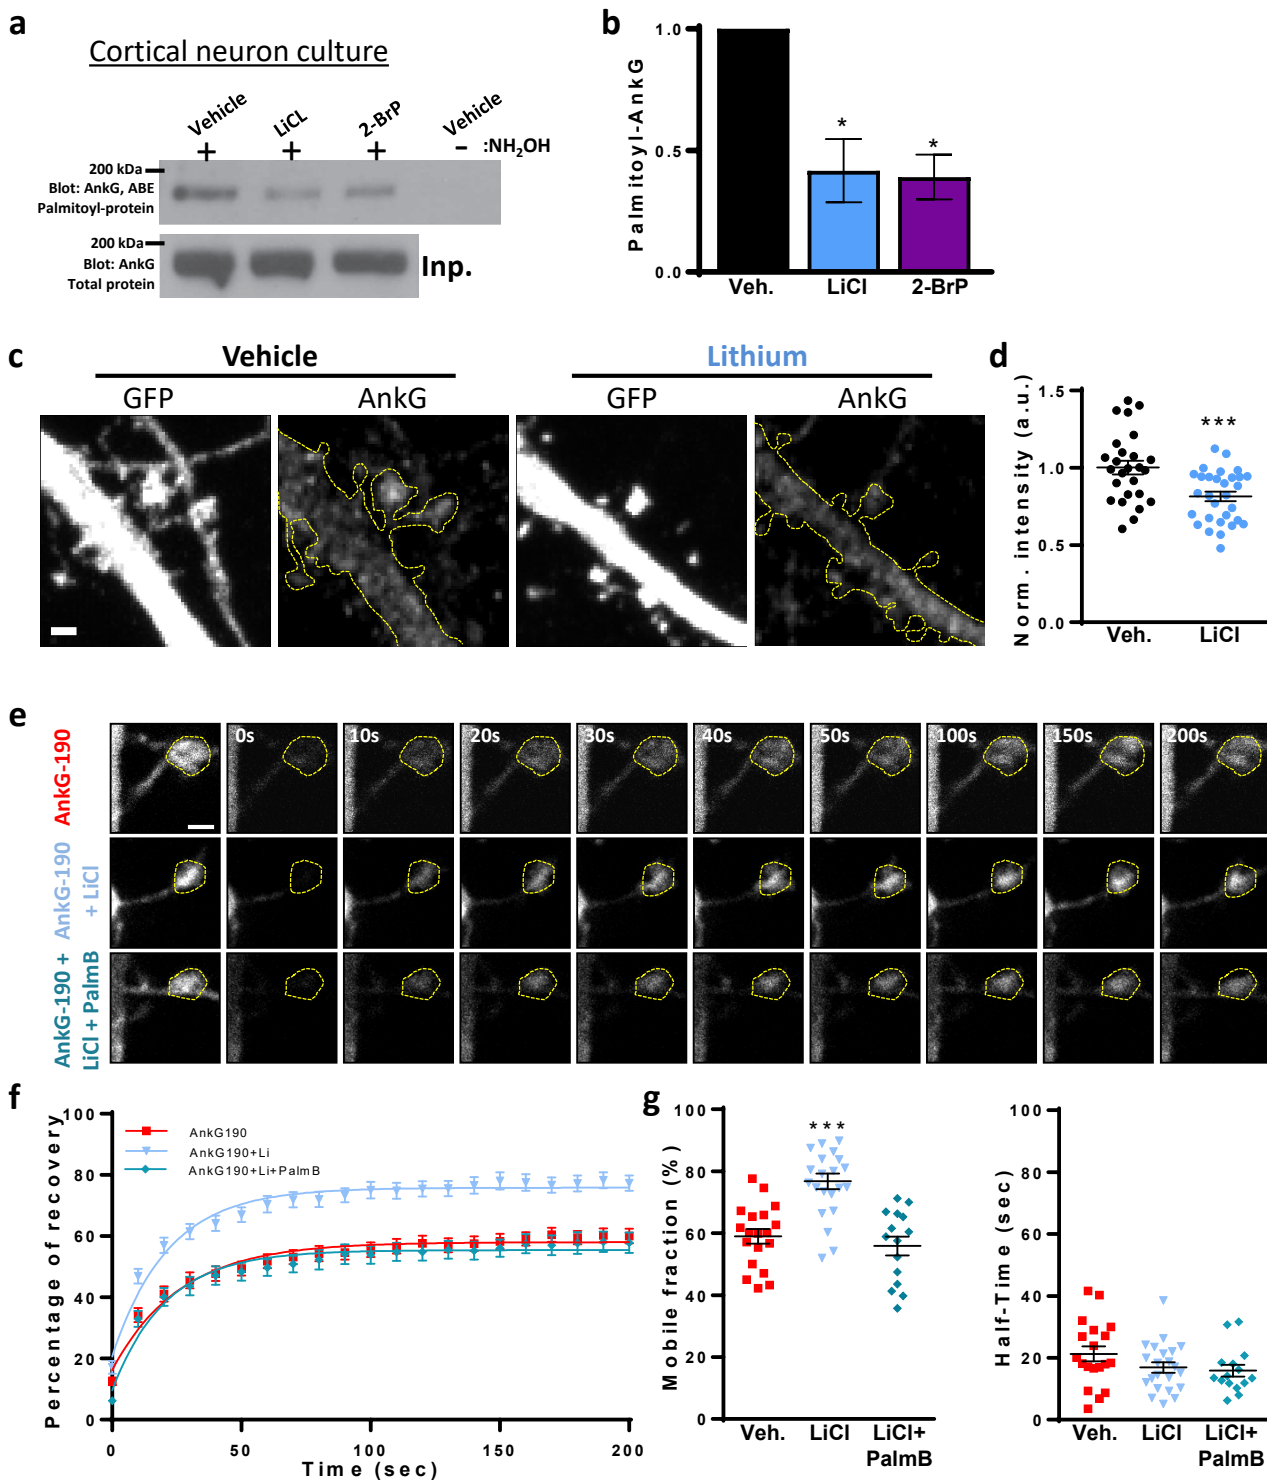 a
Cortical neuron culture
Vehicle
LiCL
2-BrP
Vehicle
+ + + - :NH₂OH
200 kDa
Blot: AnkG, ABE
Palmitoyl-protein
200 kDa
Blot: AnkG
Total protein
Inp.
b
Palmitoyl-AnkG
1.0
0.5
0.0
* *
Veh. LiCl 2-BrP
c
Vehicle Lithium
GFP AnkG GFP AnkG
d
Norm. intensity (a.u.)
1.5
1.0
0.5
0.0
***
Veh. LiCl
e
AnkG-190
0s 10s 20s 30s 40s 50s 100s 150s 200s
AnkG-190
+ LiCl
AnkG-190 +
LiCl + PalmB
f
Percentage of recovery
100
80
60
40
20
0
AnkG190
AnkG190+Li
AnkG190+Li+PalmB
0 50 100 150 200
Time (sec)
g
Mobile fraction (%)
100
80
60
40
20
0
***
Veh. LiCl LiCl+
PalmB
Half-Time (sec)
100
80
60
40
20
0
Veh. LiCl LiCl+
PalmB